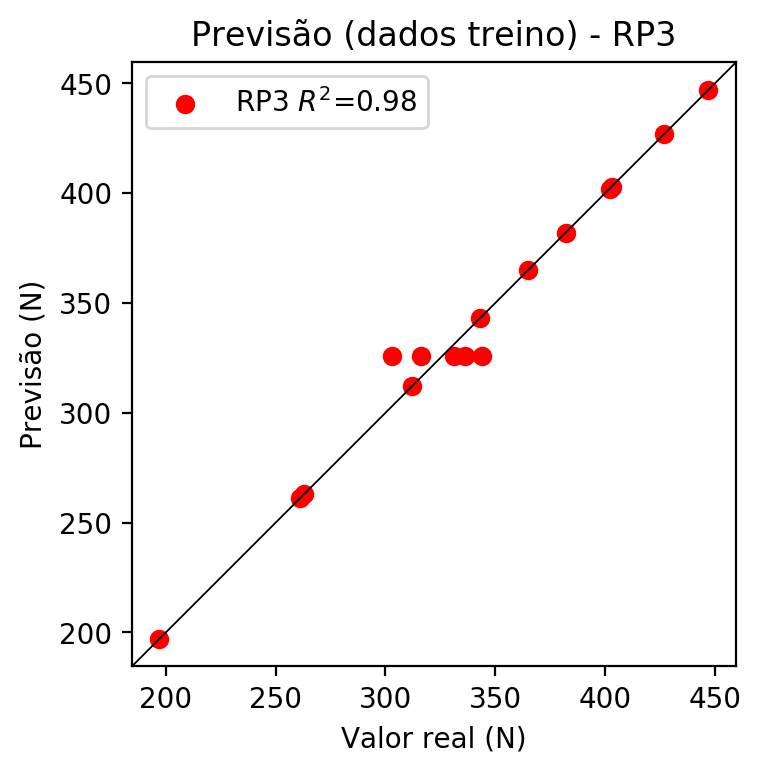 Previsão (dados treino) - RP3
RP3 R²=0.98
Previsão (N)
450
400
350
300
250
200
200 250 300 350 400 450
Valor real (N)